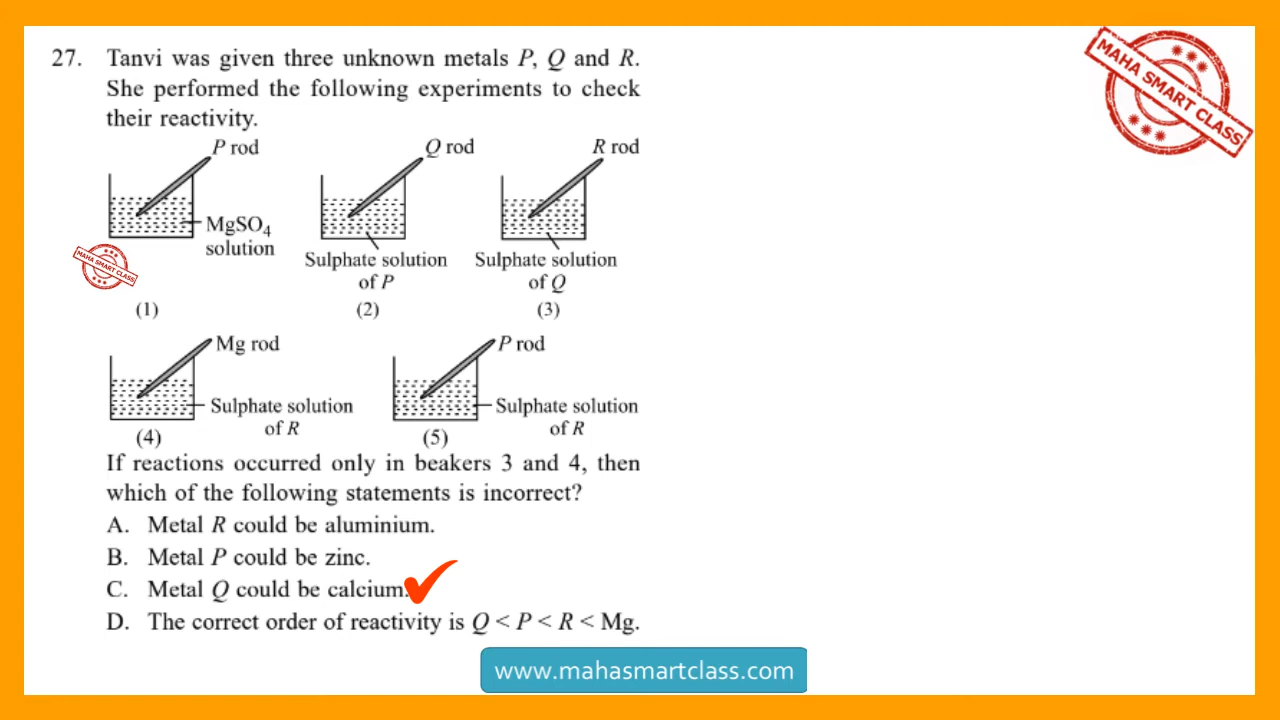 27. Tanvi was given three unknown metals P, Q and R.
She performed the following experiments to check
their reactivity.
P rod
Q rod
R rod
MgSO₄
solution
Sulphate solution
of P
Sulphate solution
of Q
(1)
(2)
(3)
Mg rod
P rod
Sulphate solution
of R
Sulphate solution
of R
(4)
(5)
If reactions occurred only in beakers 3 and 4, then
which of the following statements is incorrect?
A. Metal R could be aluminium.
B. Metal P could be zinc.
C. Metal Q could be calcium.
D. The correct order of reactivity is Q < P < R < Mg.
www.mahasmartclass.com
MAHA SMART CLASS
MAHA SMART CLASS